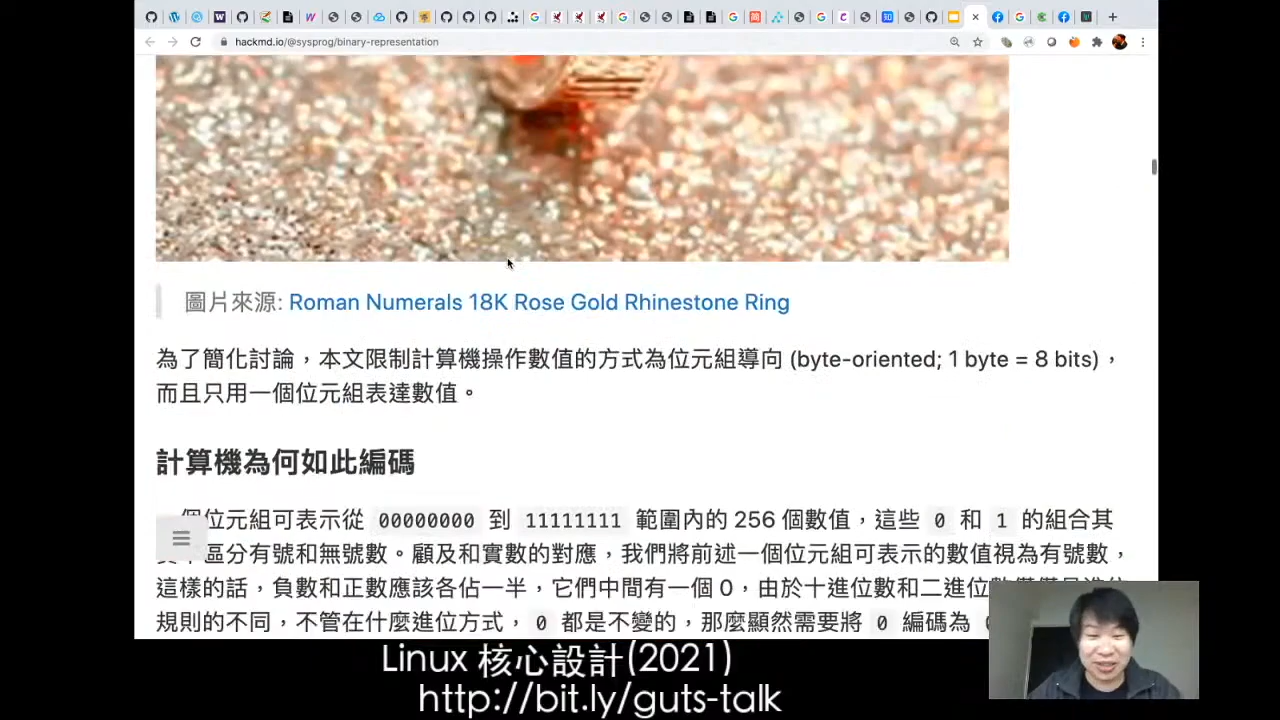 hackmd.io/@sysprog/binary-representation
圖片來源: Roman Numerals 18K Rose Gold Rhinestone Ring
為了簡化討論，本文限制計算機操作數值的方式為位元組導向 (byte-oriented; 1 byte = 8 bits)，
而且只用一個位元組表達數值。
計算機為何如此編碼
個位元組可表示從 00000000 到 11111111 範圍內的 256 個數值，這些 0 和 1 的組合其
區分有號和無號數。顧及和實數的對應，我們將前述一個位元組可表示的數值視為有號數，
這樣的話，負數和正數應該各佔一半，它們中間有一個 0，由於十進位數和二進位
規則的不同，不管在什麼進位方式， 0 都是不變的，那麼顯然需要將 0 編碼為
Linux 核心設計(2021)
http://bit.ly/guts-talk